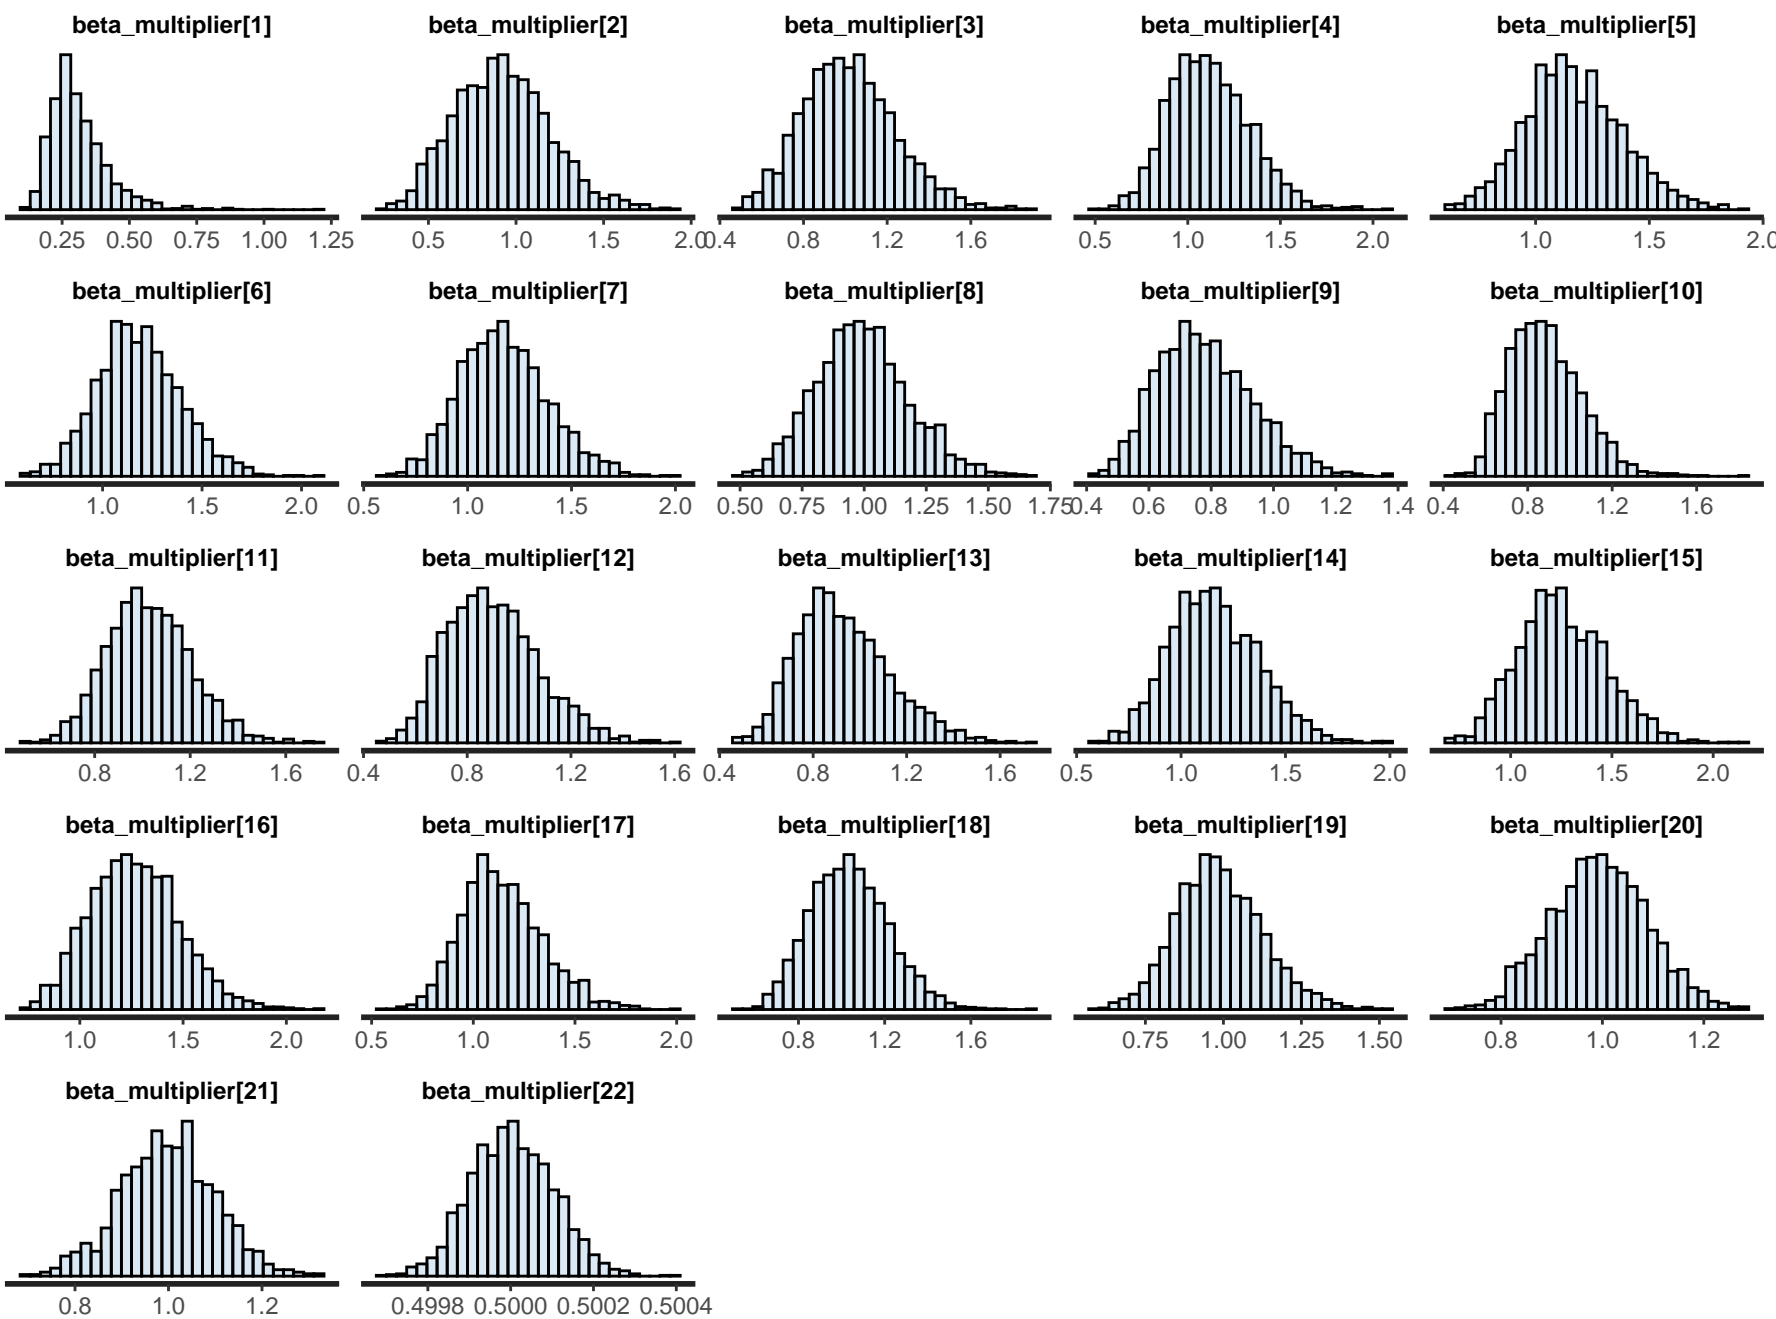 beta_multiplier[1] beta_multiplier[2] beta_multiplier[3] beta_multiplier[4] beta_multiplier[5]
0.25 0.50 0.75 1.00 1.25 0.5 1.0 1.5 2.0 0.4 0.8 1.2 1.6 0.5 1.0 1.5 2.0 1.0 1.5 2.0
beta_multiplier[6] beta_multiplier[7] beta_multiplier[8] beta_multiplier[9] beta_multiplier[10]
1.0 1.5 2.0 0.5 1.0 1.5 2.0 0.50 0.75 1.00 1.25 1.50 1.75 0.4 0.6 0.8 1.0 1.2 1.4 0.4 0.8 1.2 1.6
beta_multiplier[11] beta_multiplier[12] beta_multiplier[13] beta_multiplier[14] beta_multiplier[15]
0.8 1.2 1.6 0.4 0.8 1.2 1.6 0.4 0.8 1.2 1.6 0.5 1.0 1.5 2.0 1.0 1.5 2.0
beta_multiplier[16] beta_multiplier[17] beta_multiplier[18] beta_multiplier[19] beta_multiplier[20]
1.0 1.5 2.0 0.5 1.0 1.5 2.0 0.8 1.2 1.6 0.75 1.00 1.25 1.50 0.8 1.0 1.2
beta_multiplier[21] beta_multiplier[22]
0.8 1.0 1.2 0.4998 0.5000 0.5002 0.5004